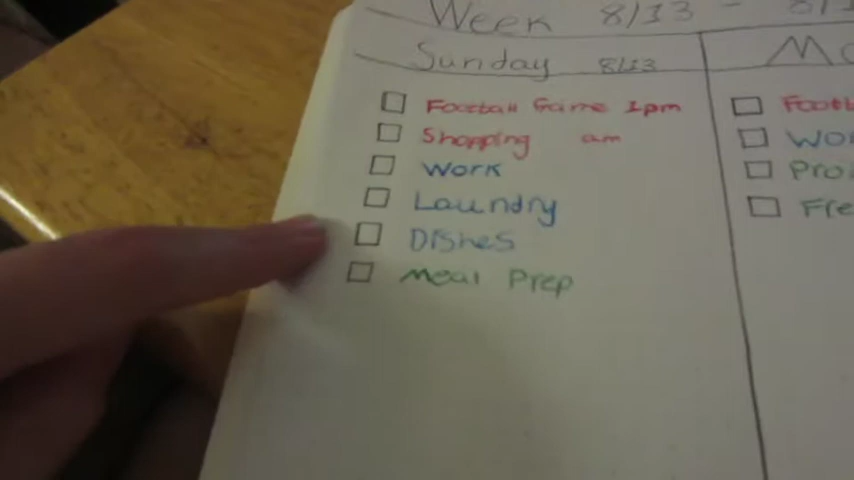 Week 8/13 -
Sunday 8/13
Football Game 1pm
Shopping am
Work
Laundry
Dishes
Meal Prep